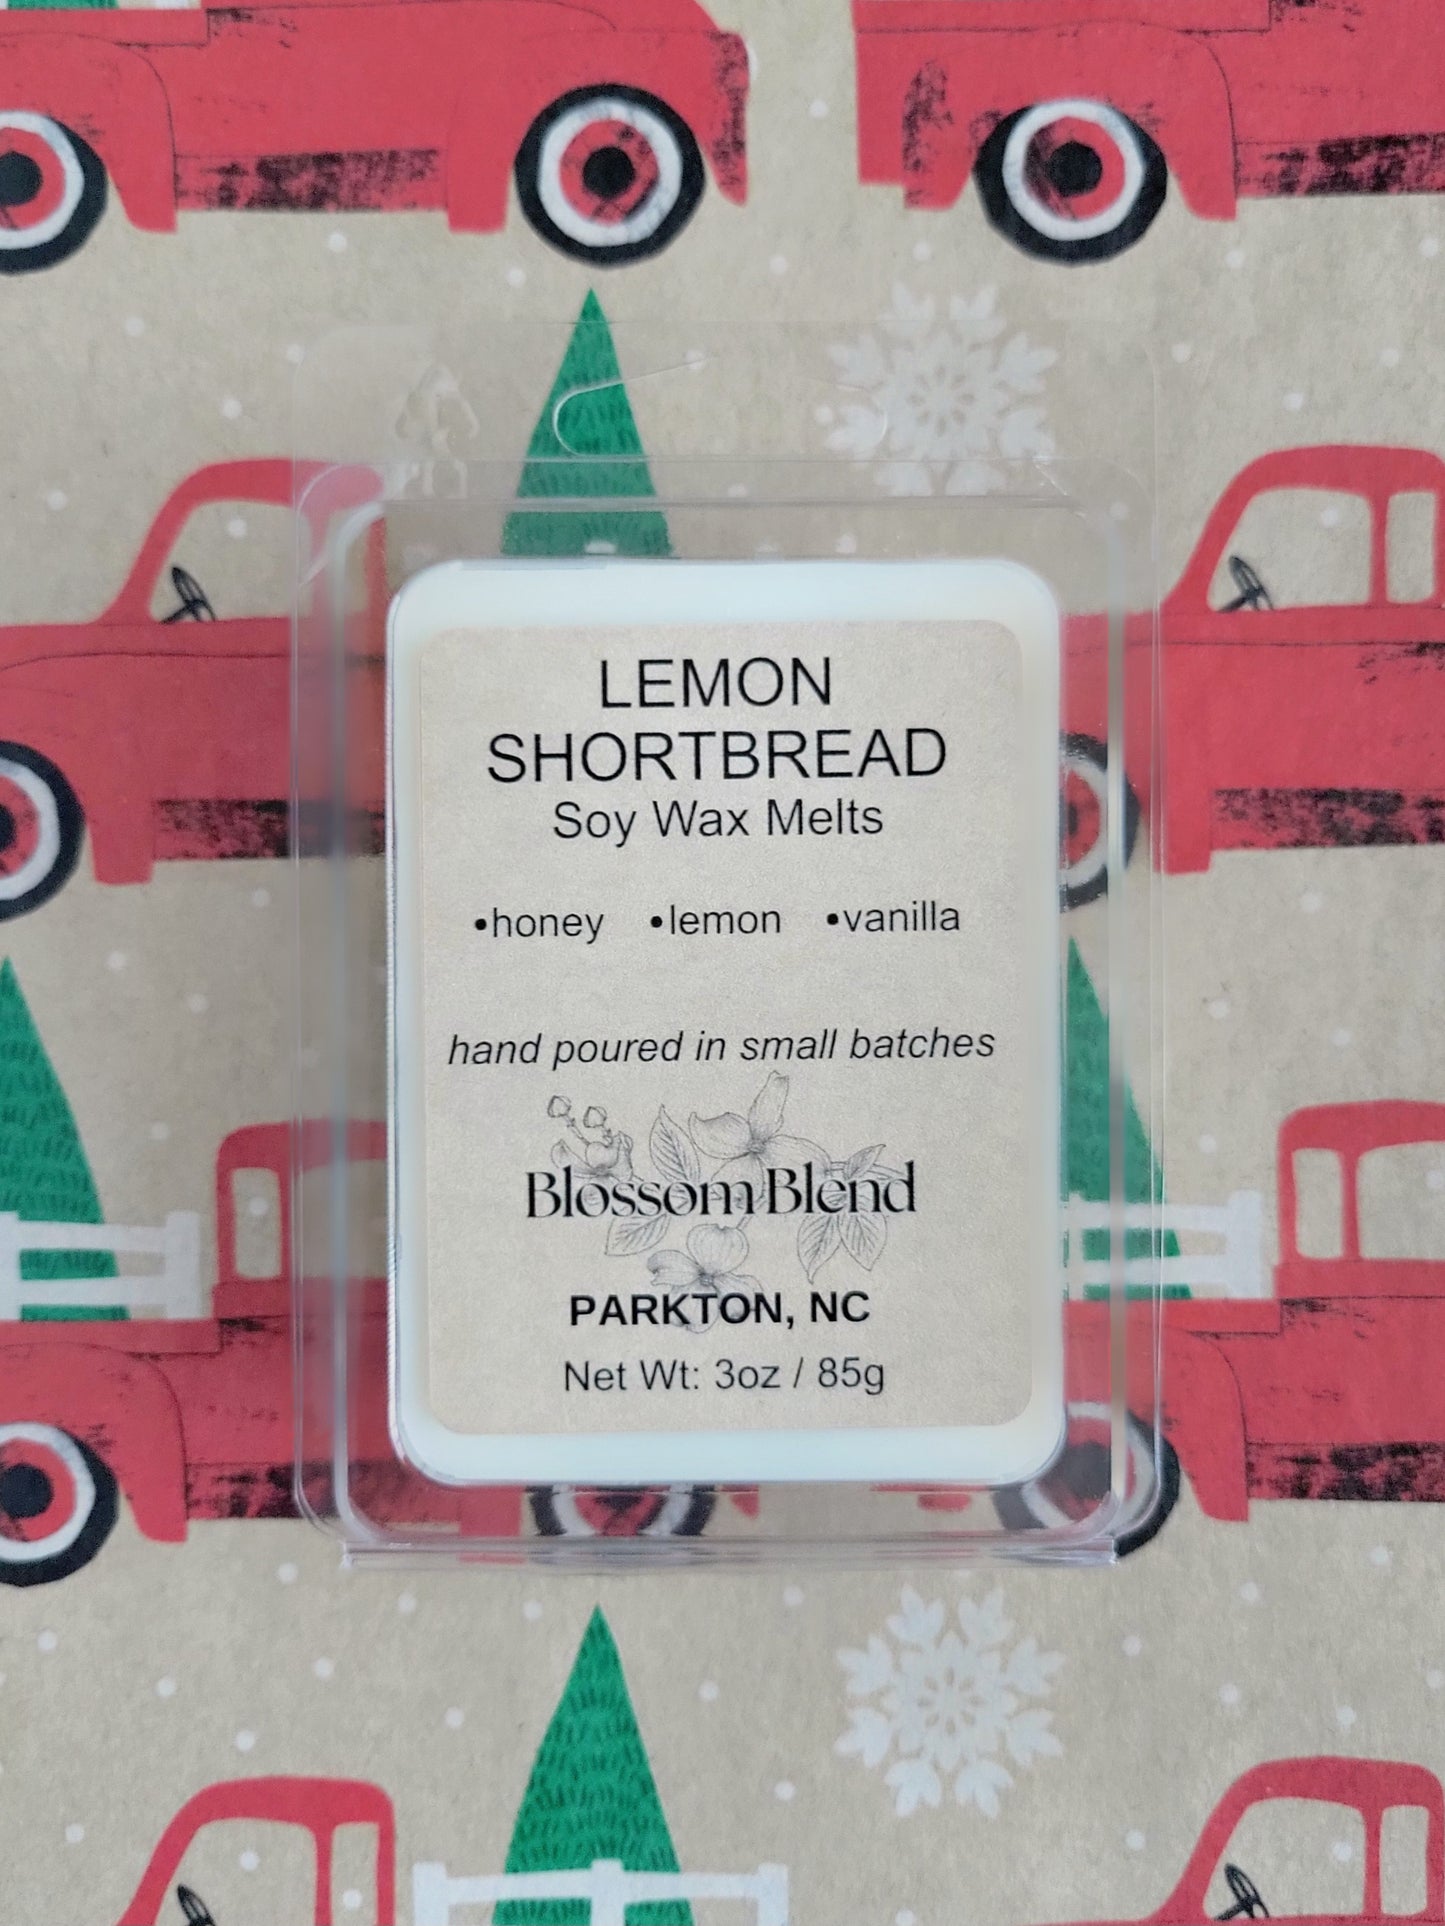 LEMON
SHORTBREAD
Soy Wax Melts
•honey •lemon •vanilla
hand poured in small batches
Blossom Blend
PARKTON, NC
Net Wt: 3oz / 85g